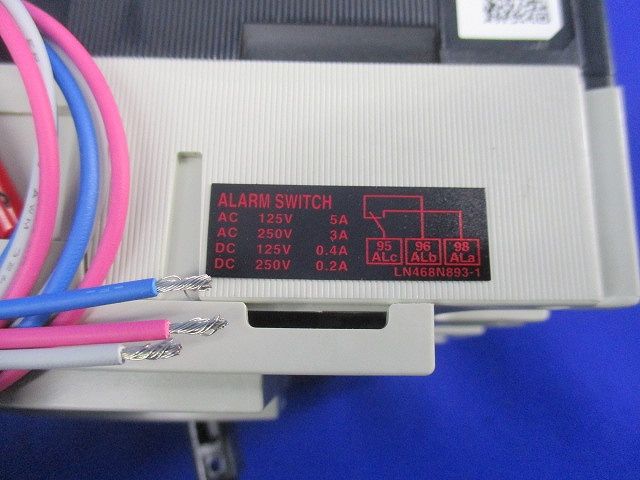 ALARM SWITCH
AC 125V 5A
AC 250V 3A
DC 125V 0.4A
DC 250V 0.2A
95 96 98
ALc ALb ALa
LN468N893-1